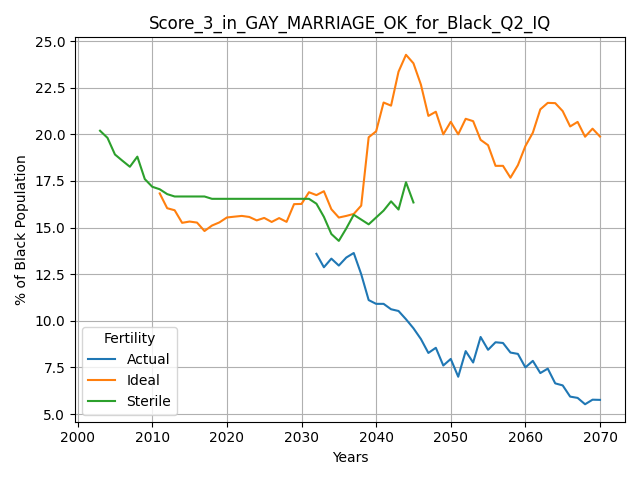 Score_3_in_GAY_MARRIAGE_OK_for_Black_Q2_IQ
% of Black Population
25.0
22.5
20.0
17.5
15.0
12.5
10.0
7.5
5.0
Fertility
Actual
Ideal
Sterile
2000 2010 2020 2030 2040 2050 2060 2070
Years